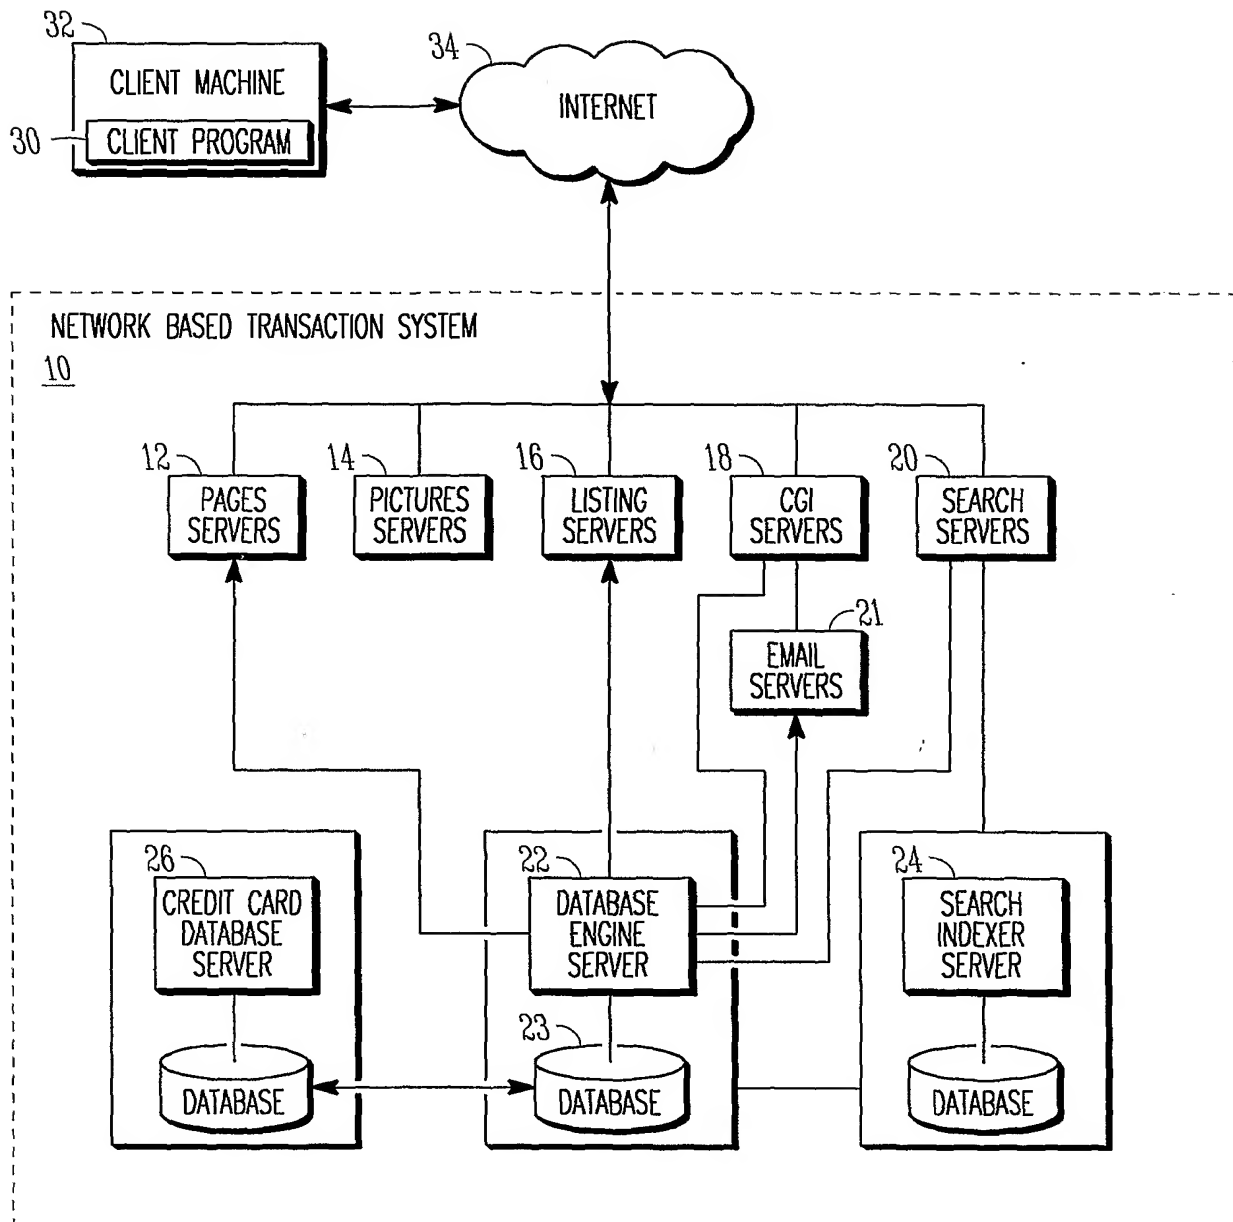 32
CLIENT MACHINE
30
CLIENT PROGRAM
34
INTERNET
NETWORK BASED TRANSACTION SYSTEM
10
12
PAGES
SERVERS
14
PICTURES
SERVERS
16
LISTING
SERVERS
18
CGI
SERVERS
20
SEARCH
SERVERS
21
EMAIL
SERVERS
26
CREDIT CARD
DATABASE
SERVER
DATABASE
22
DATABASE
ENGINE
SERVER
23
DATABASE
24
SEARCH
INDEXER
SERVER
DATABASE